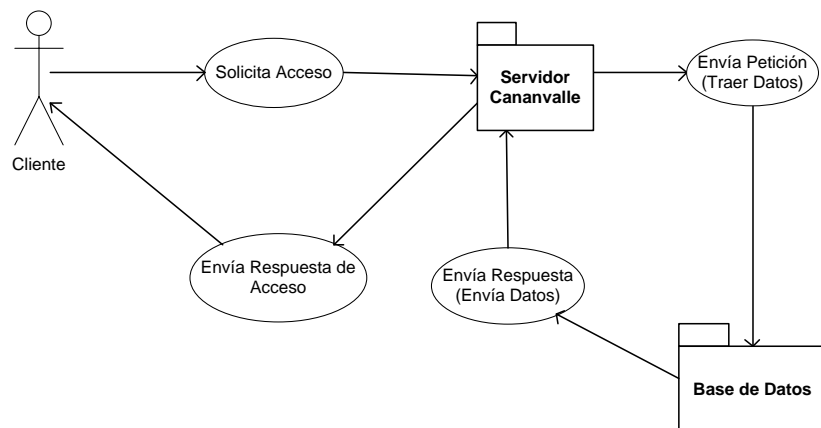 Solicita Acceso
Servidor
Cananvalle
Envía Petición
(Traer Datos)
Cliente
Envía Respuesta de
Acceso
Envía Respuesta
(Envía Datos)
Base de Datos